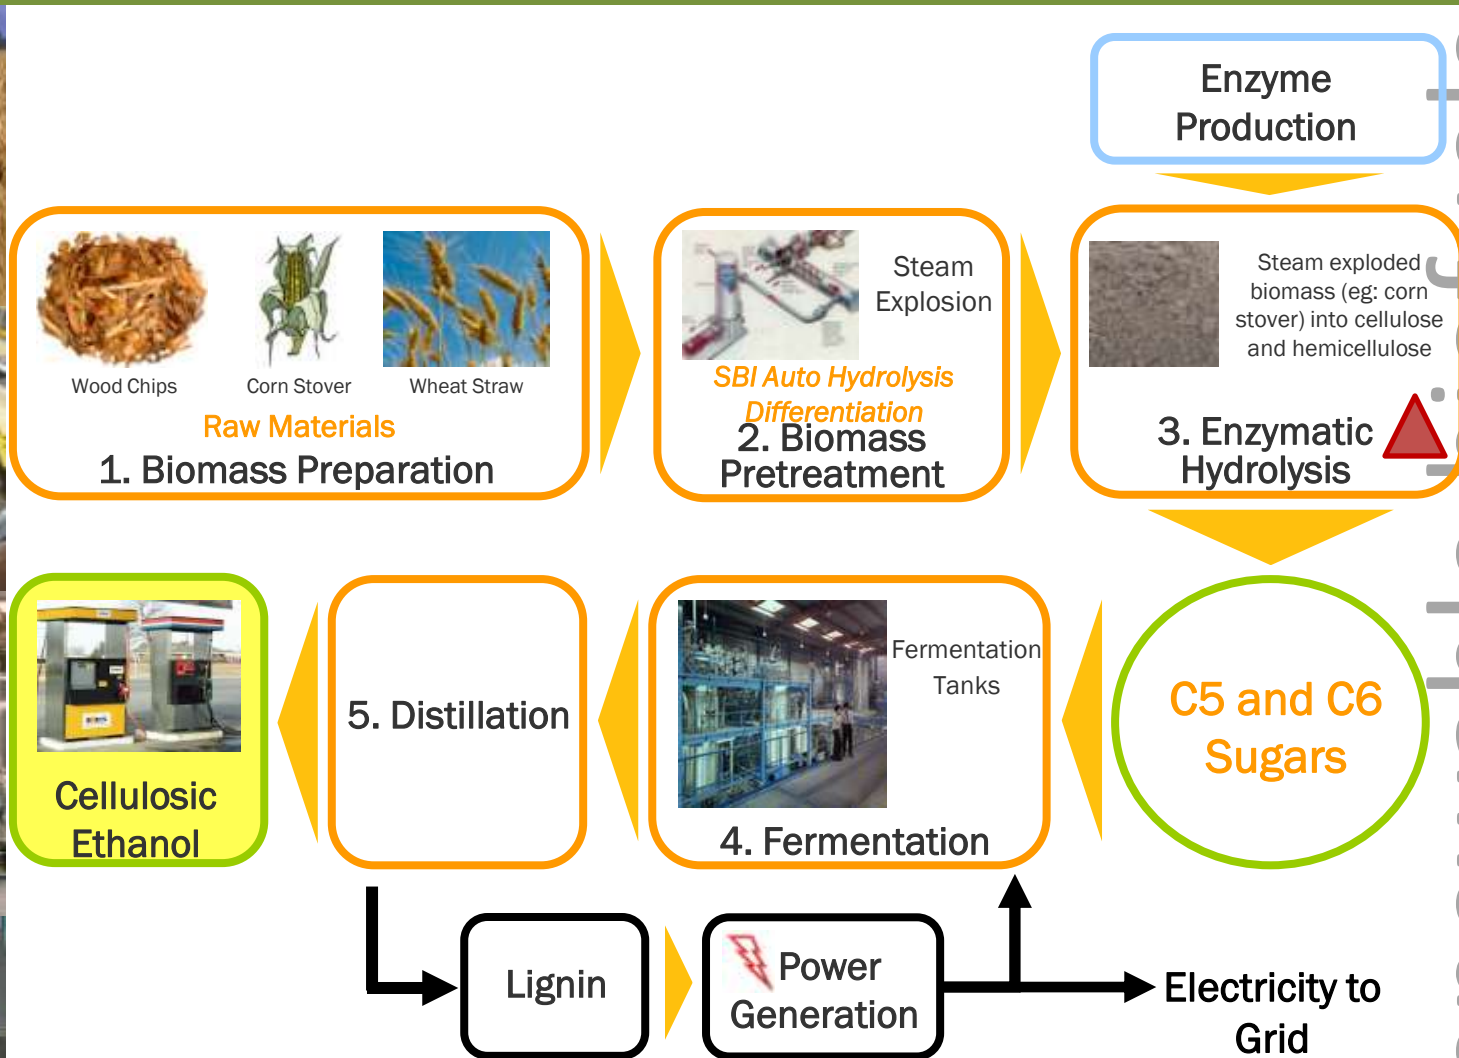 Enzyme
Production
Wood Chips
Corn Stover
Wheat Straw
Raw Materials
1. Biomass Preparation
Steam
Explosion
SBI Auto Hydrolysis
Differentiation
2. Biomass
Pretreatment
Steam exploded
biomass (eg: corn
stover) into cellulose
and hemicellulose
3. Enzymatic
Hydrolysis
C5 and C6
Sugars
Fermentation
Tanks
4. Fermentation
5. Distillation
Cellulosic
Ethanol
Lignin
Power
Generation
Electricity to
Grid